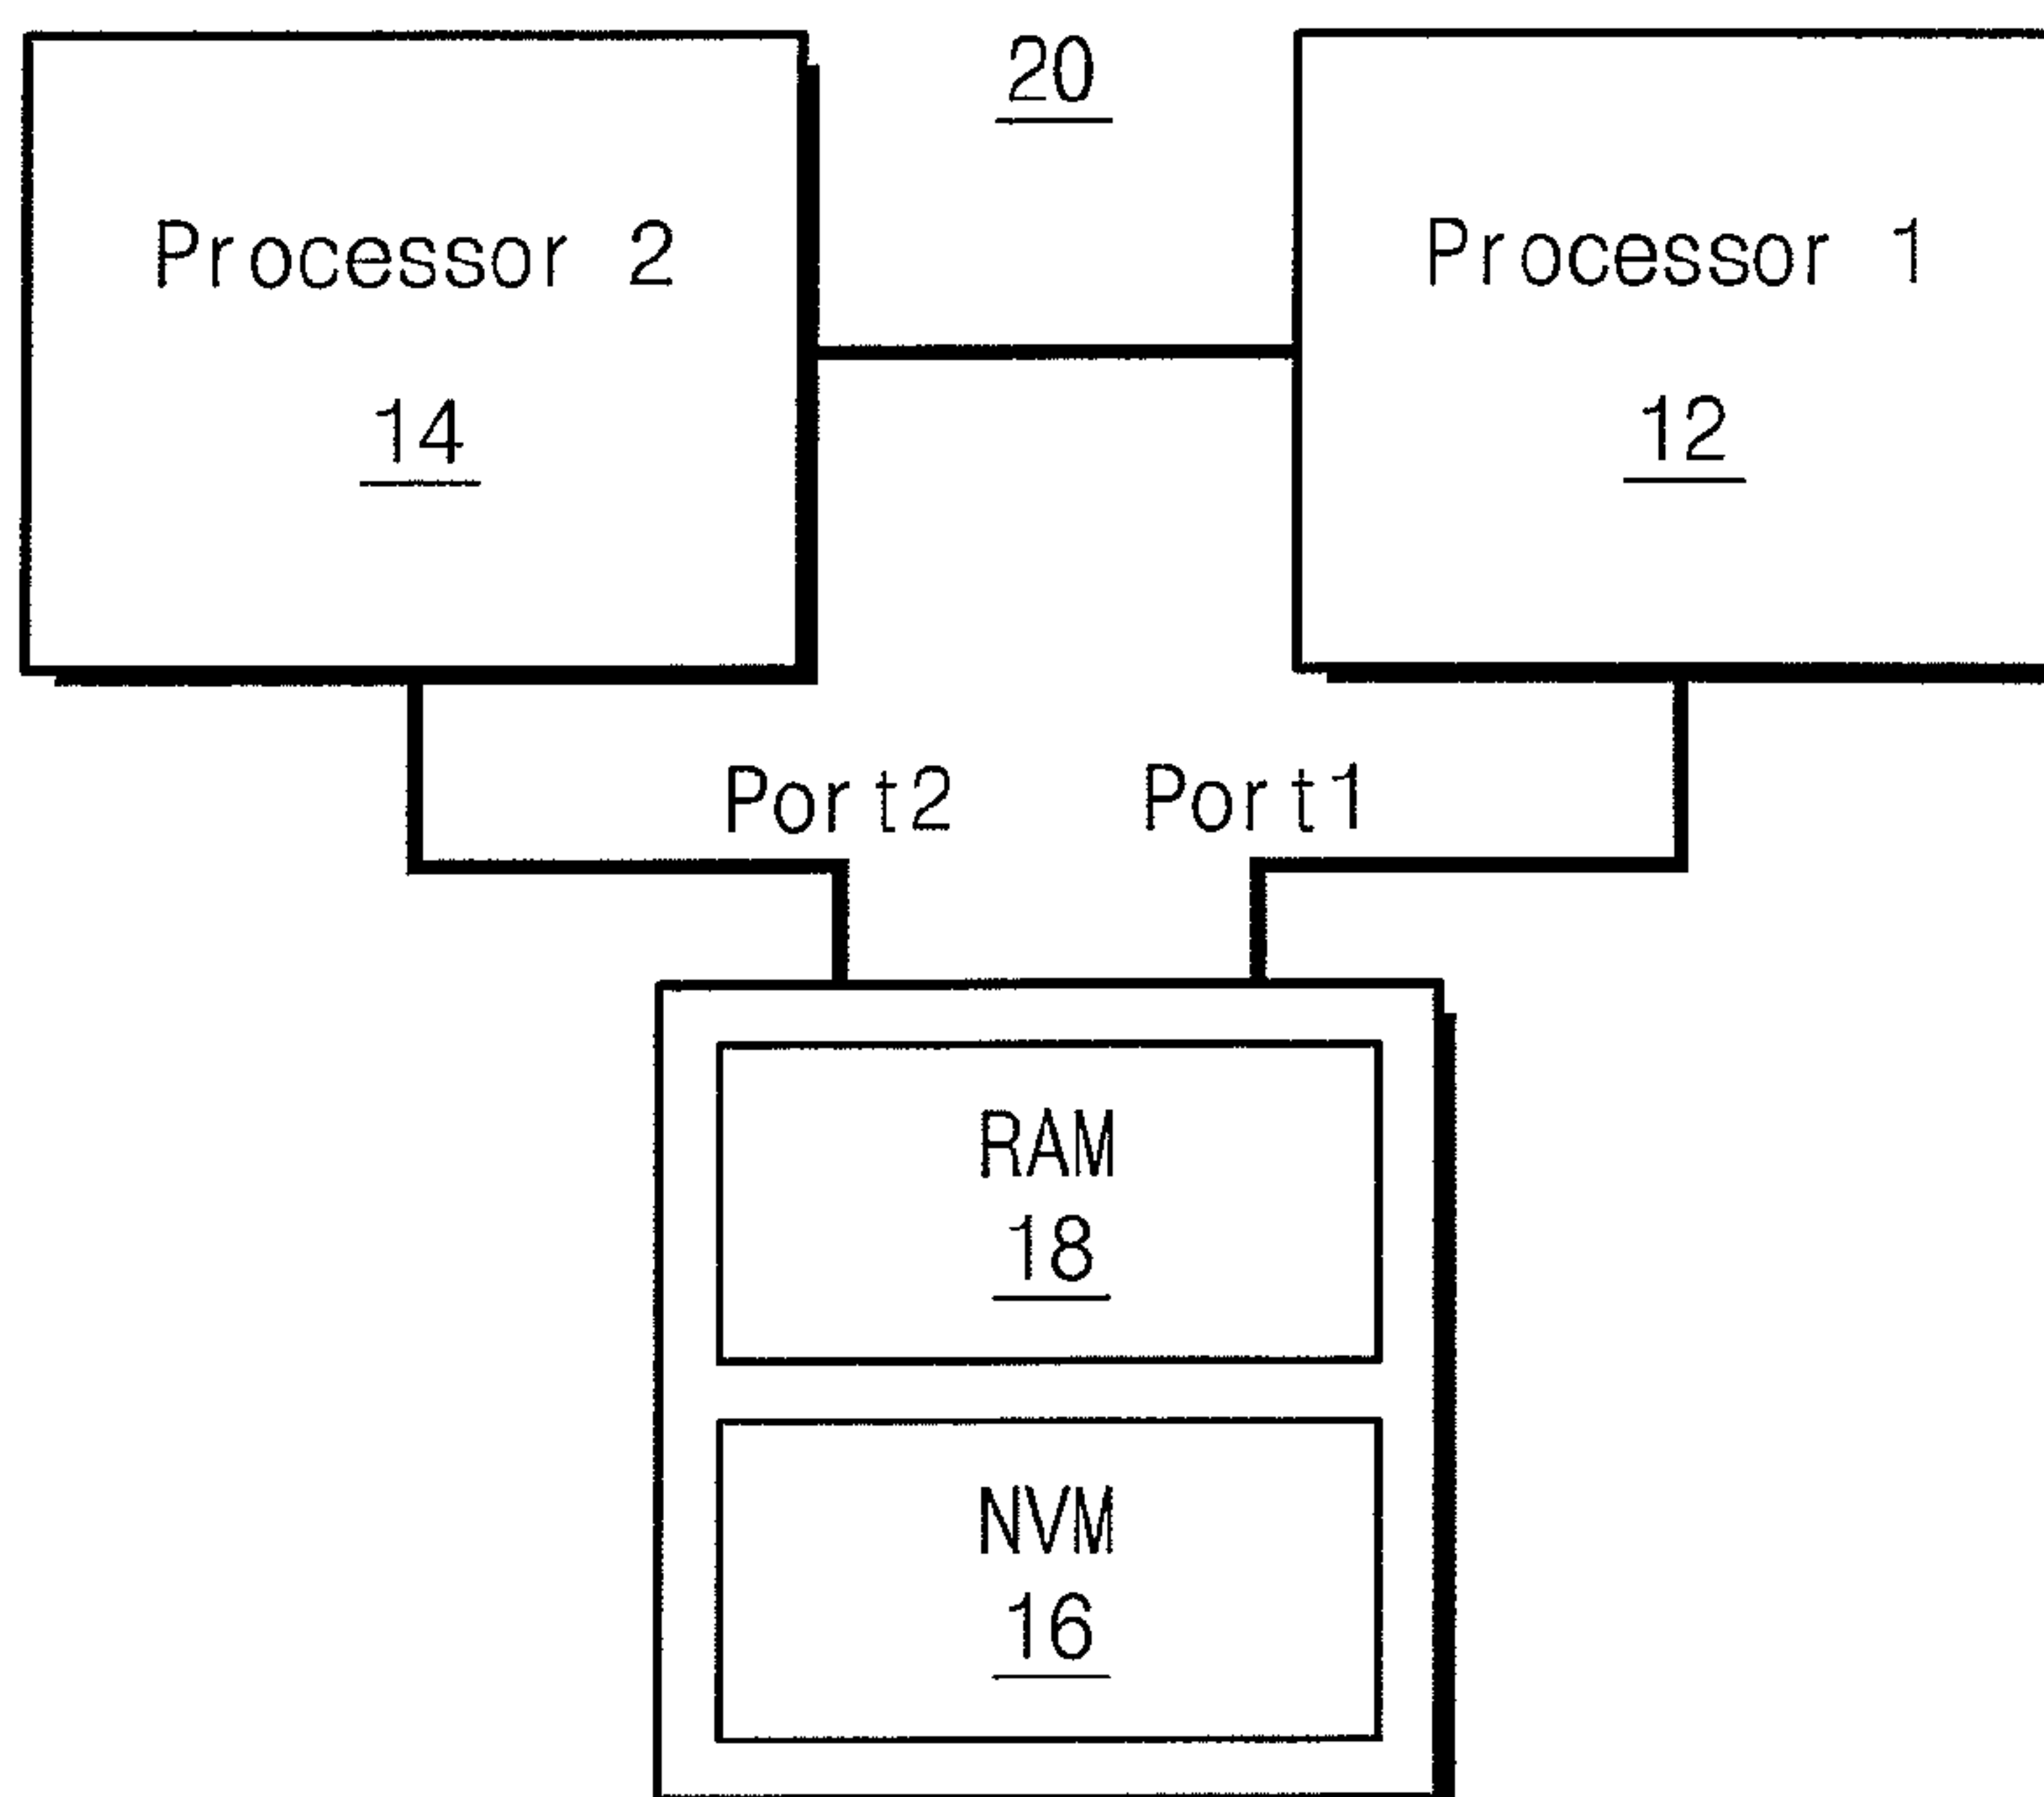 20
Processor 2
14
Processor 1
12
Port2
Port1
RAM
18
NVM
16